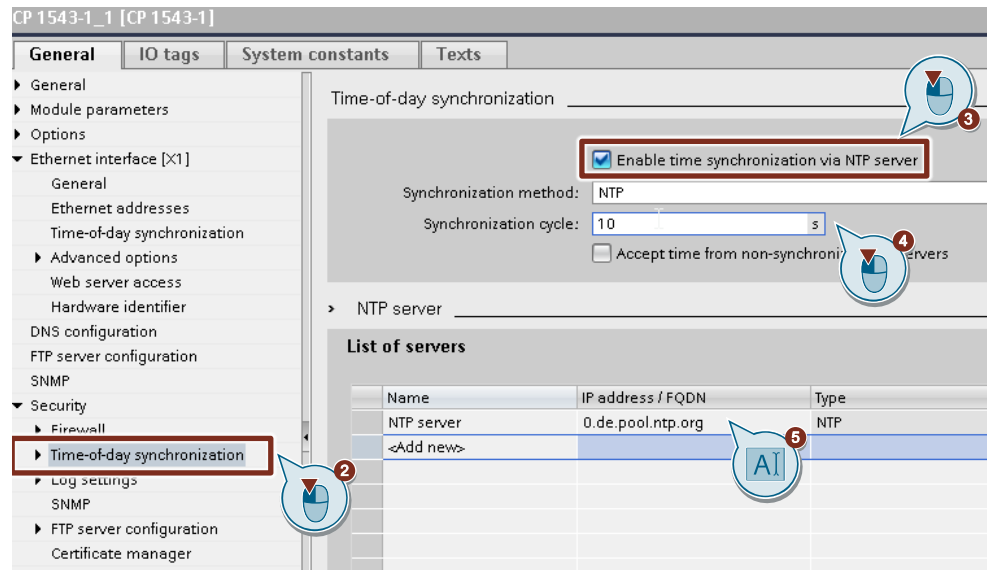 CP 1543-1_1 [CP 1543-1]
General
IO tags
System constants
Texts
General
Module parameters
Options
Ethernet interface [X1]
General
Ethernet addresses
Time-of-day synchronization
Advanced options
Web server access
Hardware identifier
DNS configuration
FTP server configuration
SNMP
Security
Firewall
Time-of-day synchronization
2
Log settings
SNMP
FTP server configuration
Certificate manager
Time-of-day synchronization
3
Enable time synchronization via NTP server
Synchronization method: NTP
Synchronization cycle: 10 s
4
Accept time from non-synchroni ervers
NTP server
List of servers
Name IP address / FQDN Type
NTP server 0.de.pool.ntp.org NTP
<Add new>
5
A